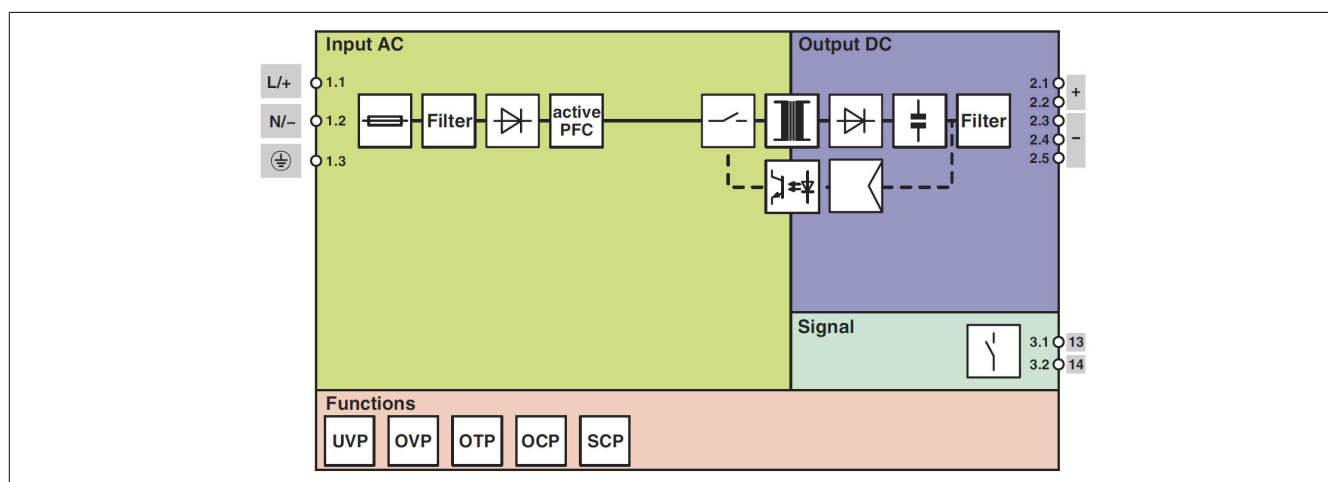 Input AC
Output DC
L/+
1.1
N/−
1.2
1.3
Filter
active
PFC
Filter
2.1
2.2
+
2.3
2.4
−
2.5
Signal
3.1
13
3.2
14
Functions
UVP
OVP
OTP
OCP
SCP